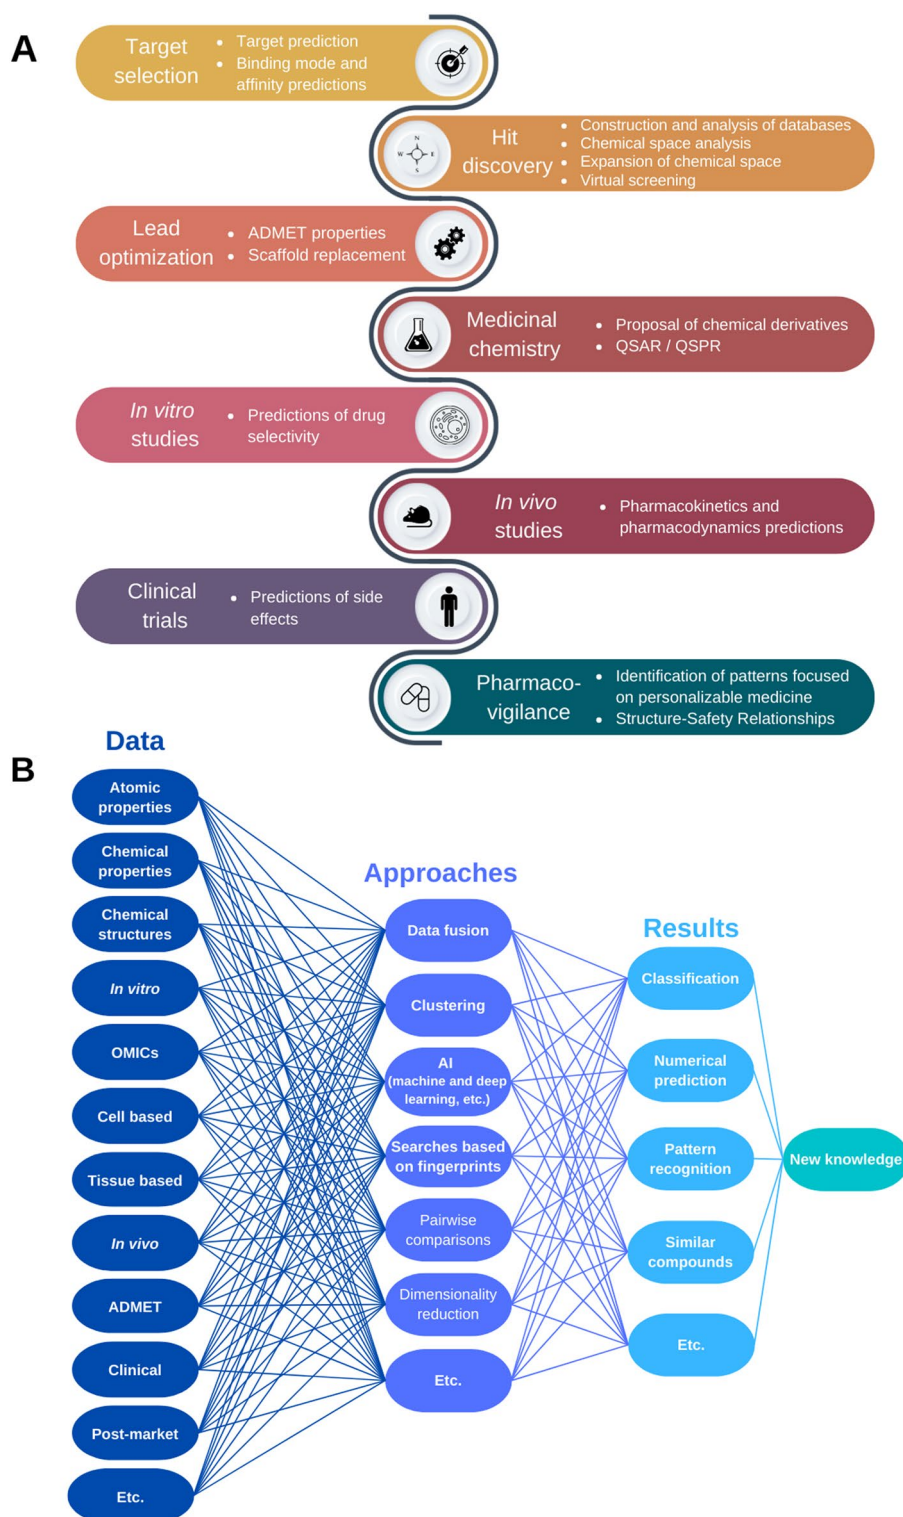 A
Target
selection
• Target prediction
• Binding mode and
affinity predictions
Hit
discovery
• Construction and analysis of databases
• Chemical space analysis
• Expansion of chemical space
• Virtual screening
N
W E
S
Lead
optimization
• ADMET properties
• Scaffold replacement
Medicinal
chemistry
• Proposal of chemical derivatives
• QSAR / QSPR
In vitro
studies
• Predictions of drug
selectivity
In vivo
studies
• Pharmacokinetics and
pharmacodynamics predictions
Clinical
trials
• Predictions of side
effects
Pharmaco-
vigilance
• Identification of patterns focused
on personalizable medicine
• Structure-Safety Relationships
B
Data
Atomic
properties
Chemical
properties
Chemical
structures
In vitro
OMICs
Cell based
Tissue based
In vivo
ADMET
Clinical
Post-market
Etc.
Approaches
Data fusion
Clustering
AI
(machine and deep
learning, etc.)
Searches based
on fingerprints
Pairwise
comparisons
Dimensionality
reduction
Etc.
Results
Classification
Numerical
prediction
Pattern
recognition
Similar
compounds
Etc.
New knowledge